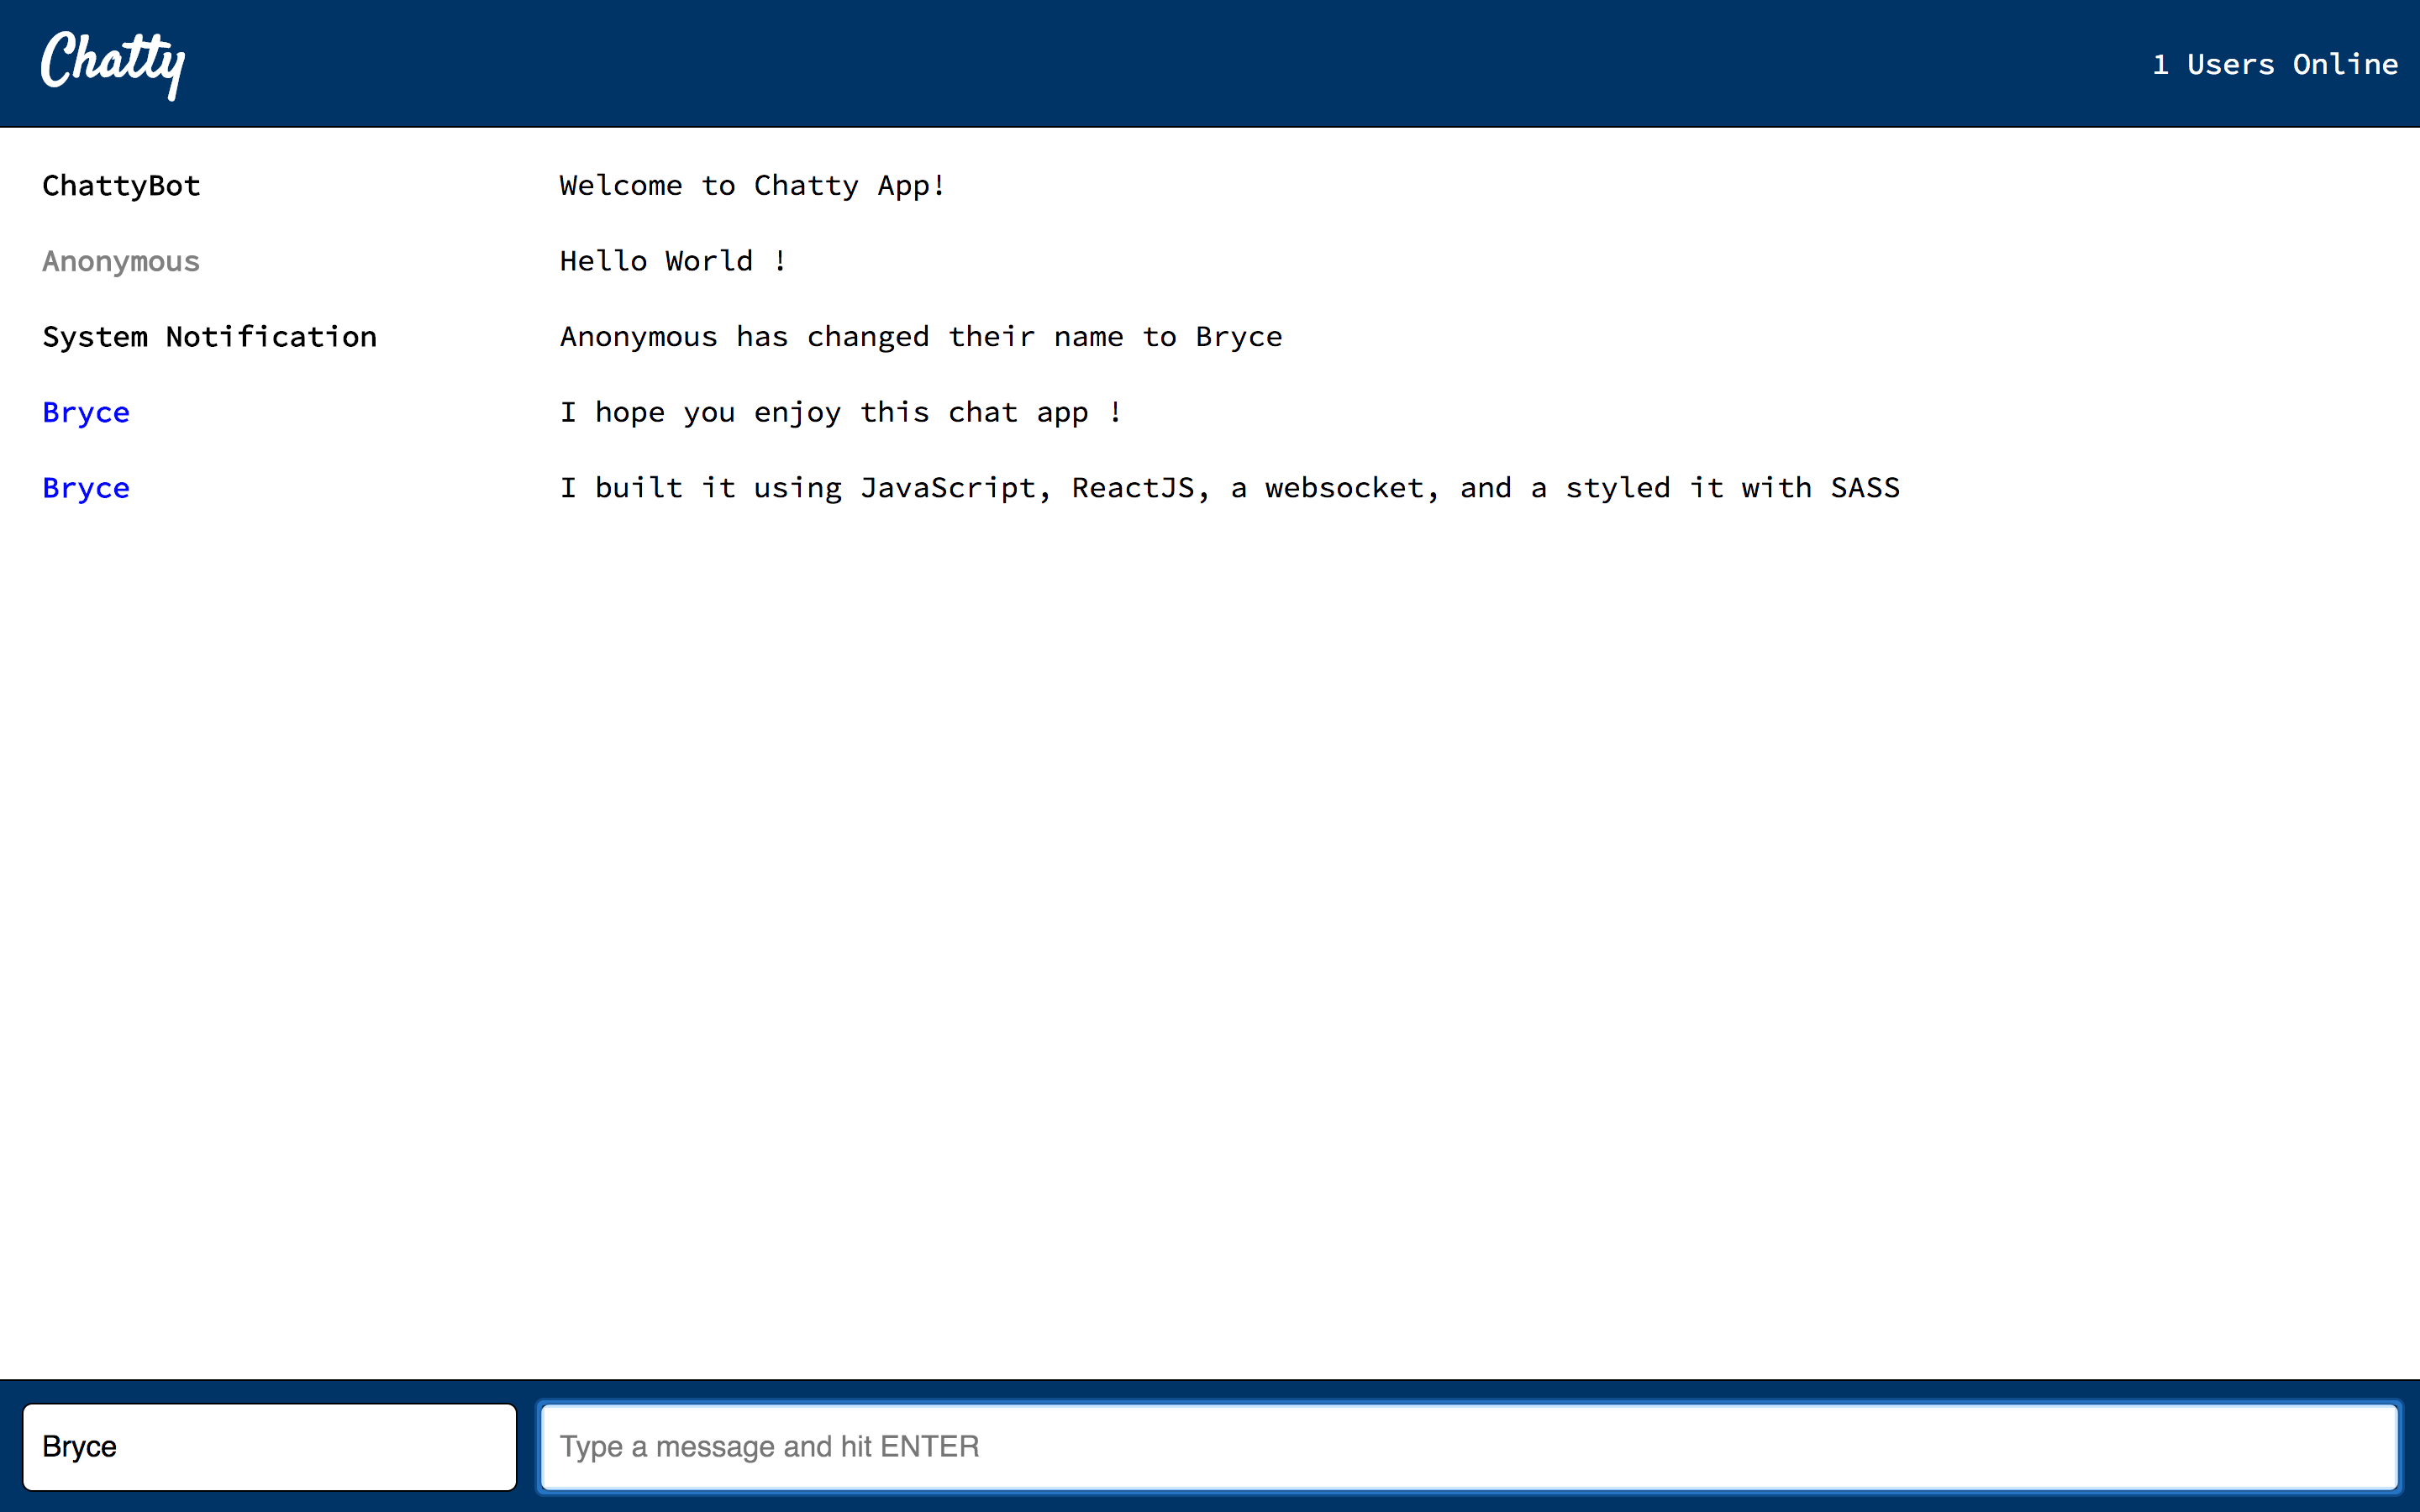 Chatty
1 Users Online
ChattyBot Welcome to Chatty App!
Anonymous Hello World !
System Notification Anonymous has changed their name to Bryce
Bryce I hope you enjoy this chat app !
Bryce I built it using JavaScript, ReactJS, a websocket, and a styled it with SASS
Bryce Type a message and hit ENTER